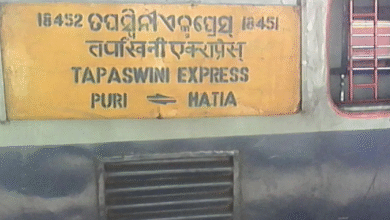 18452 ତପସ୍ୱିନୀ ଏକ୍ସପ୍ରେସ୍ 18451
तपस्विनी एक्सप्रेस
TAPASWINI EXPRESS
PURI ⇌ HATIA